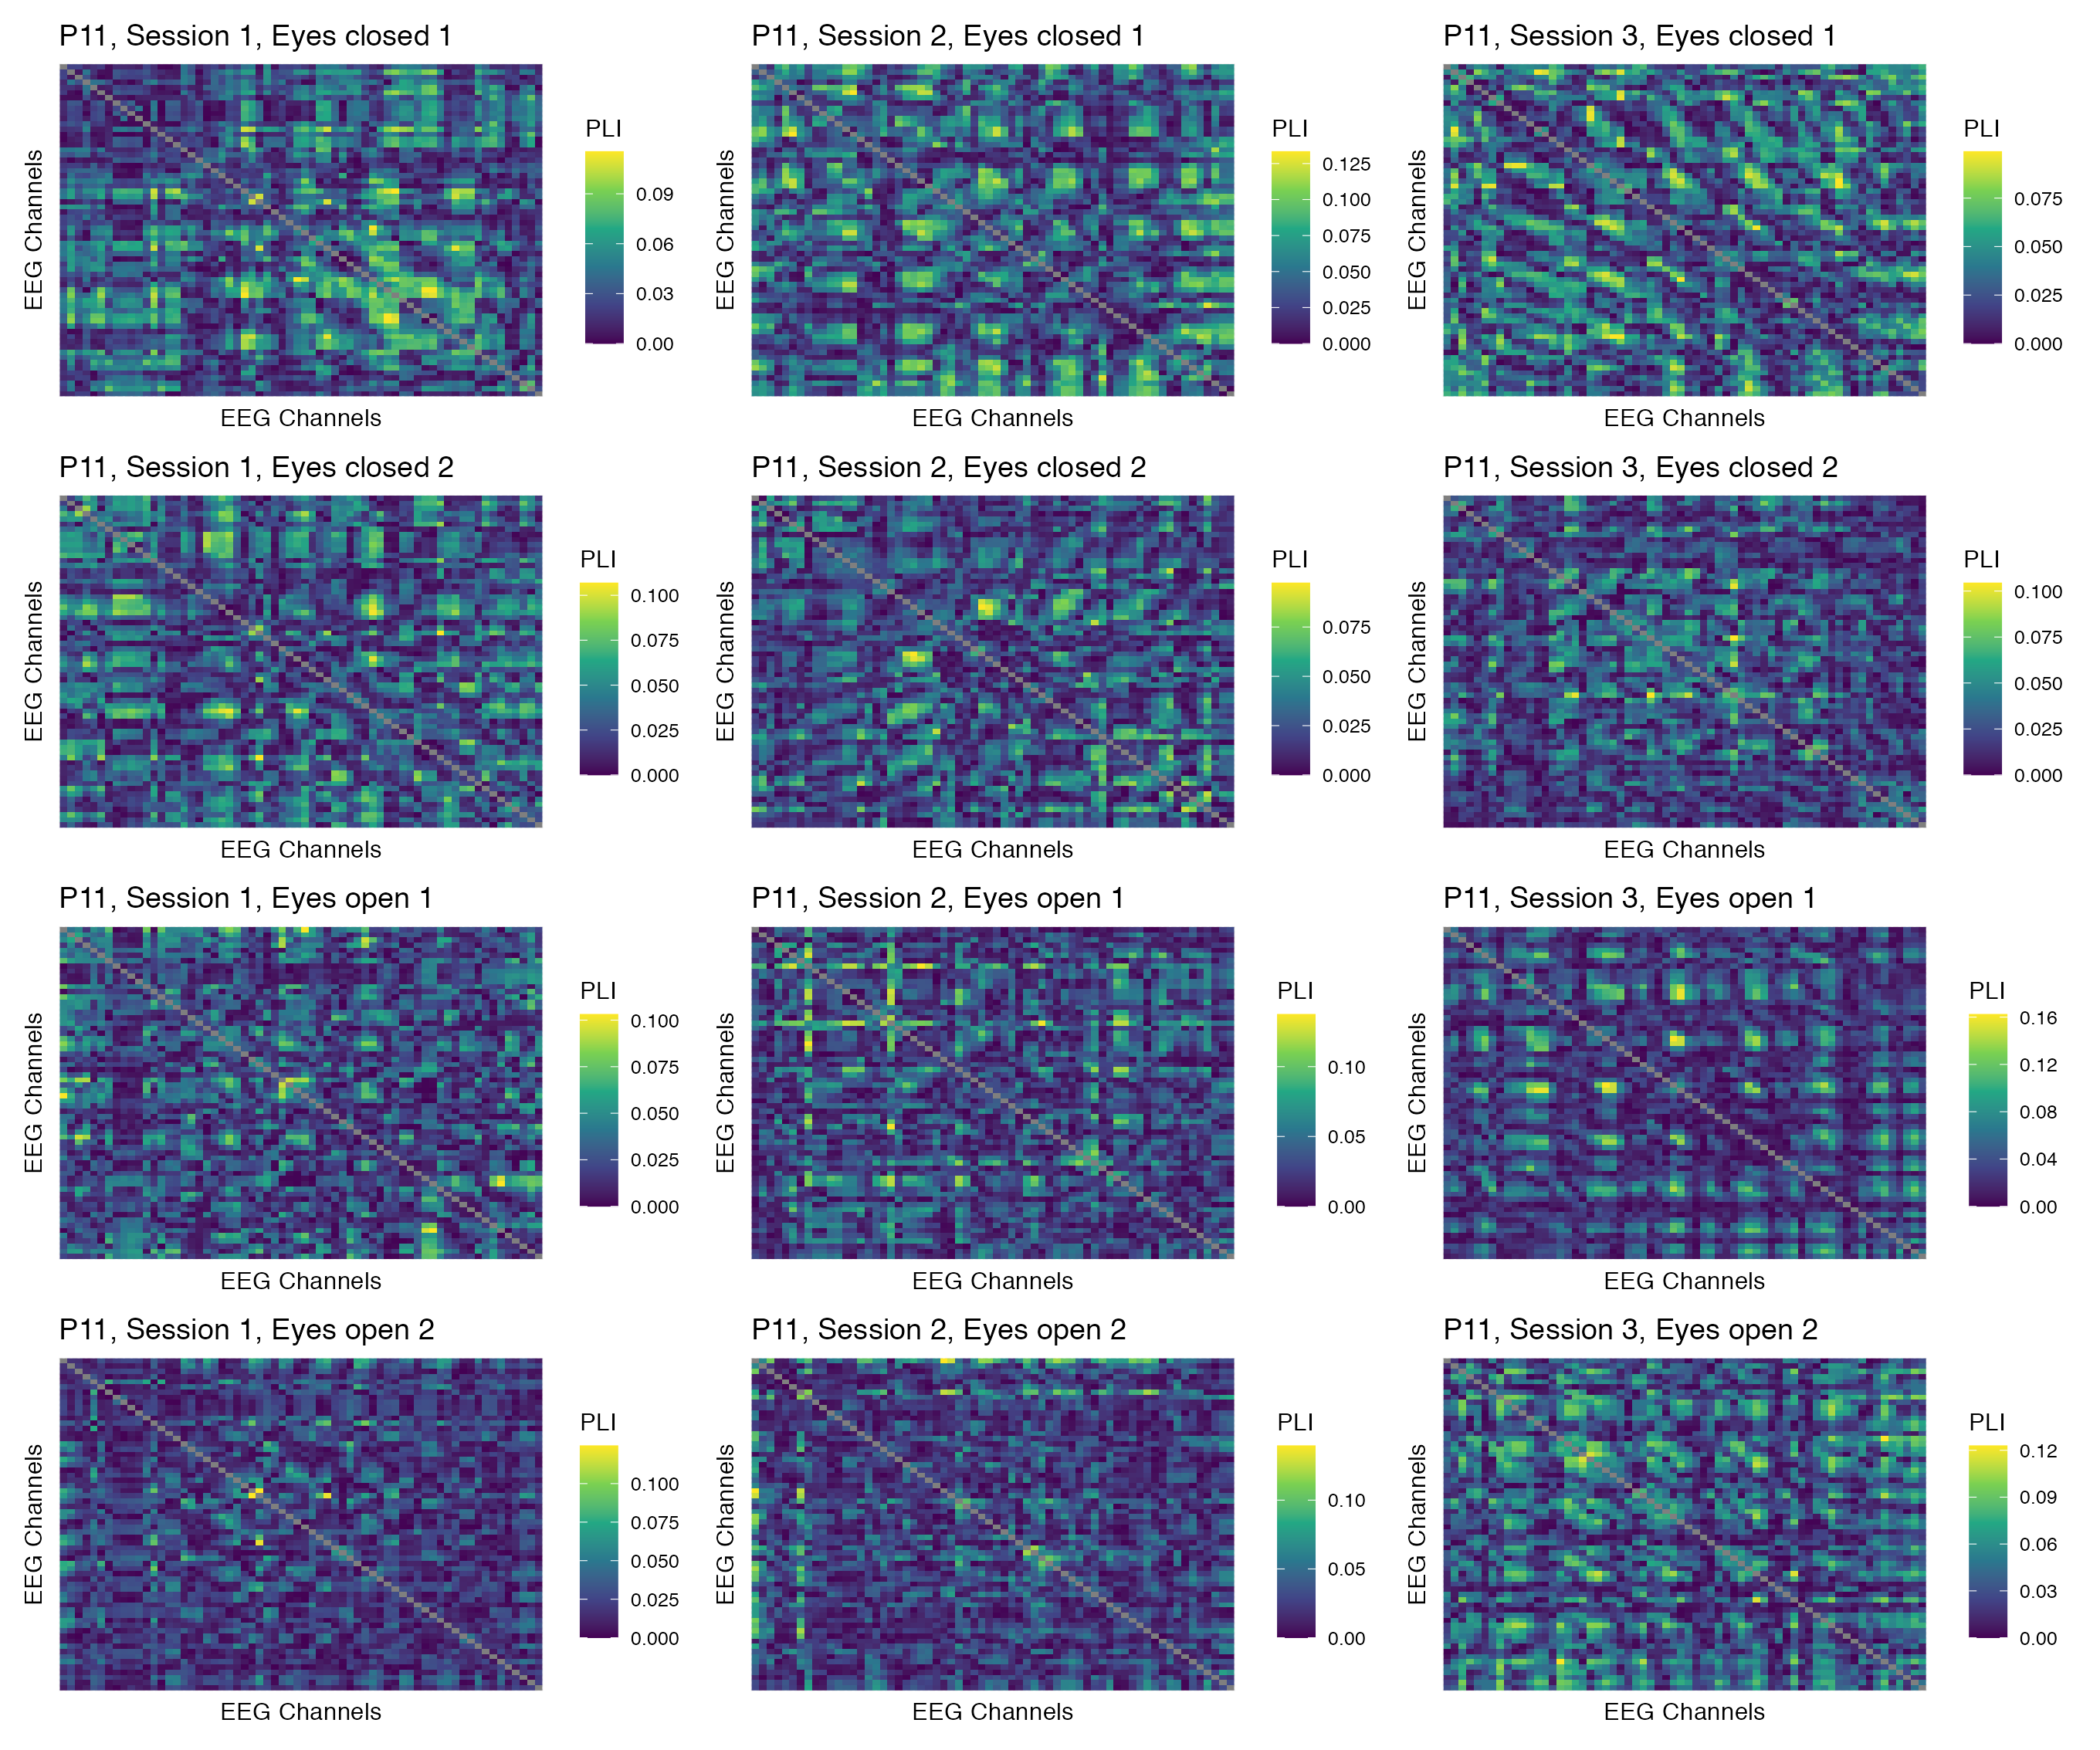 P11, Session 1, Eyes closed 1
EEG Channels
EEG Channels
PLI
0.09
0.06
0.03
0.00
P11, Session 2, Eyes closed 1
EEG Channels
EEG Channels
PLI
0.125
0.100
0.075
0.050
0.025
0.000
P11, Session 3, Eyes closed 1
EEG Channels
EEG Channels
PLI
0.075
0.050
0.025
0.000
P11, Session 1, Eyes closed 2
EEG Channels
EEG Channels
PLI
0.100
0.075
0.050
0.025
0.000
P11, Session 2, Eyes closed 2
EEG Channels
EEG Channels
PLI
0.075
0.050
0.025
0.000
P11, Session 3, Eyes closed 2
EEG Channels
EEG Channels
PLI
0.100
0.075
0.050
0.025
0.000
P11, Session 1, Eyes open 1
EEG Channels
EEG Channels
PLI
0.100
0.075
0.050
0.025
0.000
P11, Session 2, Eyes open 1
EEG Channels
EEG Channels
PLI
0.10
0.05
0.00
P11, Session 3, Eyes open 1
EEG Channels
EEG Channels
PLI
0.16
0.12
0.08
0.04
0.00
P11, Session 1, Eyes open 2
EEG Channels
EEG Channels
PLI
0.100
0.075
0.050
0.025
0.000
P11, Session 2, Eyes open 2
EEG Channels
EEG Channels
PLI
0.10
0.05
0.00
P11, Session 3, Eyes open 2
EEG Channels
EEG Channels
PLI
0.12
0.09
0.06
0.03
0.00